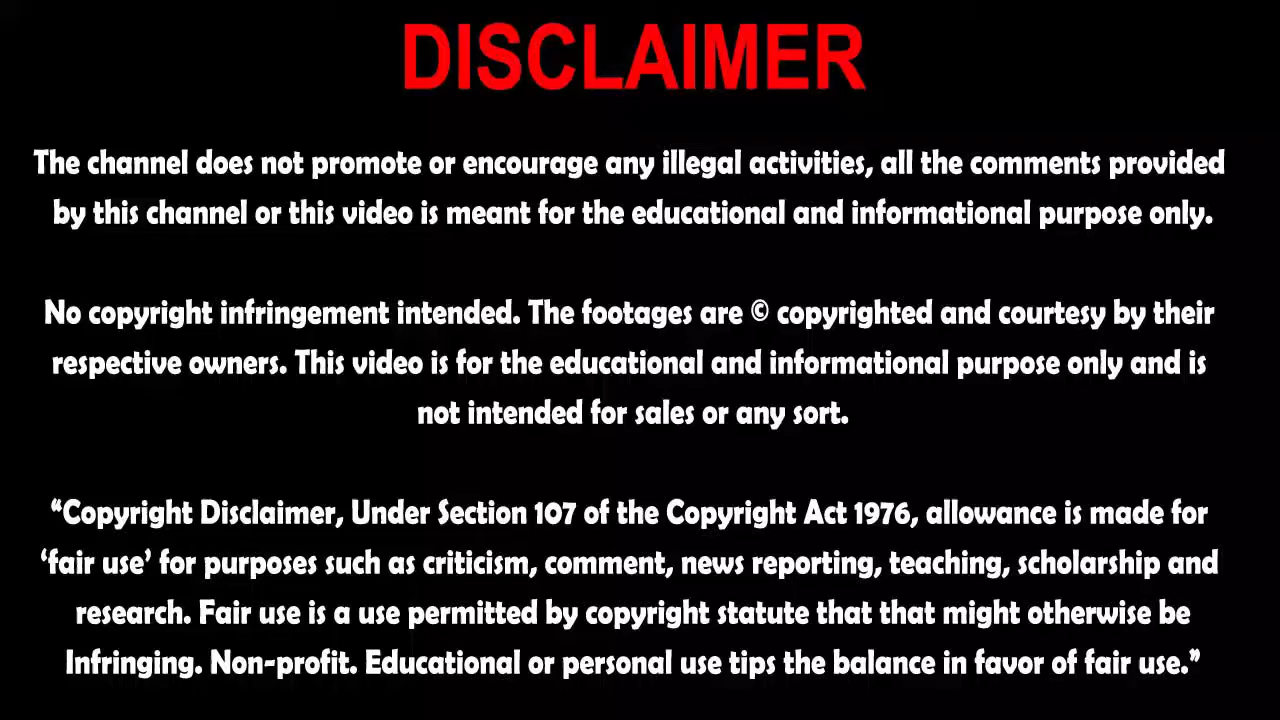 DISCLAIMER
The channel does not promote or encourage any illegal activities, all the comments provided
by this channel or this video is meant for the educational and informational purpose only.
No copyright infringement intended. The footages are © copyrighted and courtesy by their
respective owners. This video is for the educational and informational purpose only and is
not intended for sales or any sort.
“Copyright Disclaimer, Under Section 107 of the Copyright Act 1976, allowance is made for
‘fair use’ for purposes such as criticism, comment, news reporting, teaching, scholarship and
research. Fair use is a use permitted by copyright statute that that might otherwise be
Infringing. Non-profit. Educational or personal use tips the balance in favor of fair use.”